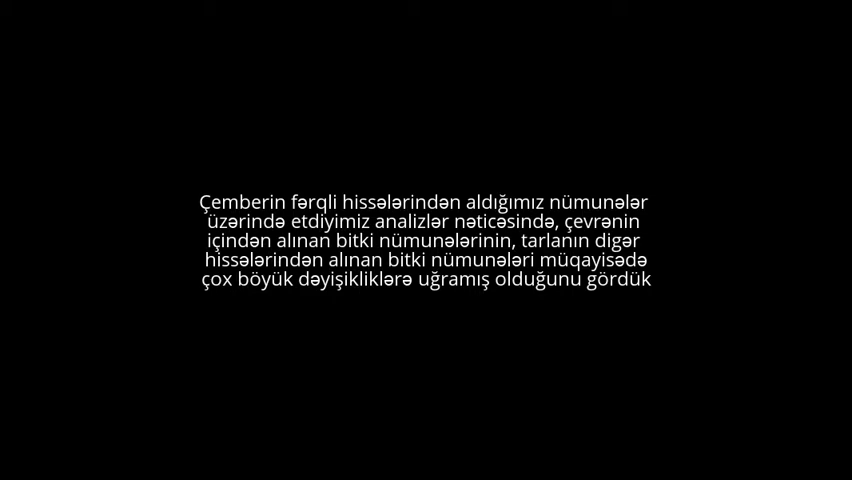 Çemberin fərqli hissələrindən aldığımız nümunələr
üzərində etdiyimiz analizlər nəticəsində, çevrənin
içindən alınan bitki nümunələrinin, tarlanın digər
hissələrindən alınan bitki nümunələri müqayisədə
çox böyük dəyişikliklərə uğramış olduğunu gördük